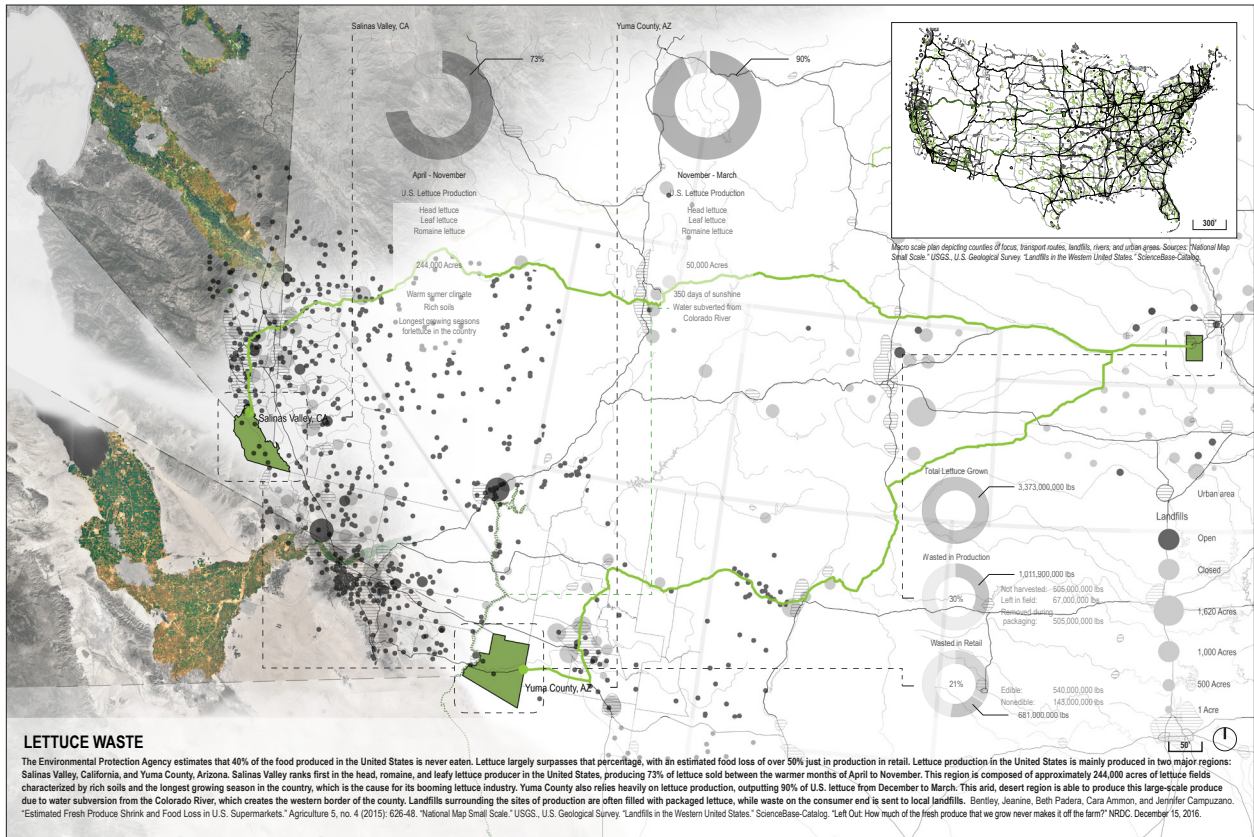 Salinas Valley, CA
Yuma County, AZ
73%
90%
April - November
U.S. Lettuce Production
Head lettuce
Leaf lettuce
Romaine lettuce
244,000 Acres
Warm sumer climate
Rich soils
Longest growing seasons
forlettuce in the country
November - March
U.S. Lettuce Production
Head lettuce
Leaf lettuce
Romaine lettuce
50,000 Acres
350 days of sunshine
Water subverted from
Colorado River
300'
Macro scale plan depicting counties of focus, transport routes, landfills, rivers, and urban areas. Sources: "National Map
Small Scale." USGS., U.S. Geological Survey. "Landfills in the Western United States." ScienceBase-Catalog.
Salinas Valley, CA
Yuma County, AZ
Total Lettuce Grown
3,373,000,000 lbs
Wasted in Production
1,011,900,000 lbs
30%
Not harvested: 505,000,000 lbs
Left in field: 67,000,000 lbs
Removed during
packaging: 505,000,000 lbs
Wasted in Retail
21%
Edible: 540,000,000 lbs
Nonedible: 143,000,000 lbs
681,000,000 lbs
Urban area
Landfills
Open
Closed
1,620 Acres
1,000 Acres
500 Acres
1 Acre
50'
LETTUCE WASTE
The Environmental Protection Agency estimates that 40% of the food produced in the United States is never eaten. Lettuce largely surpasses that percentage, with an estimated food loss of over 50% just in production in retail. Lettuce production in the United States is mainly produced in two major regions:
Salinas Valley, California, and Yuma County, Arizona. Salinas Valley ranks first in the head, romaine, and leafy lettuce producer in the United States, producing 73% of lettuce sold between the warmer months of April to November. This region is composed of approximately 244,000 acres of lettuce fields
characterized by rich soils and the longest growing season in the country, which is the cause for its booming lettuce industry. Yuma County also relies heavily on lettuce production, outputting 90% of U.S. lettuce from December to March. This arid, desert region is able to produce this large-scale produce
due to water subversion from the Colorado River, which creates the western border of the county. Landfills surrounding the sites of production are often filled with packaged lettuce, while waste on the consumer end is sent to local landfills. Bentley, Jeanine, Beth Padera, Cara Ammon, and Jennifer Campuzano.
"Estimated Fresh Produce Shrink and Food Loss in U.S. Supermarkets." Agriculture 5, no. 4 (2015): 626-48. "National Map Small Scale." USGS., U.S. Geological Survey. "Landfills in the Western United States." ScienceBase-Catalog. "Left Out: How much of the fresh produce that we grow never makes it off the farm?" NRDC. December 15, 2016.